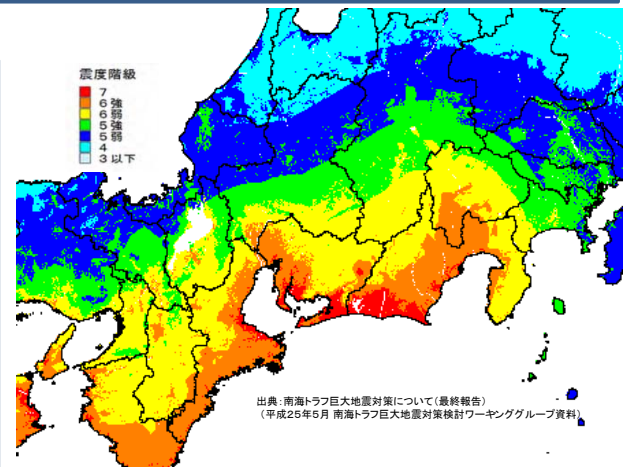 震度階級
7
6強
6弱
5強
5弱
4
3以下
出典:南海トラフ巨大地震対策について(最終報告)
(平成25年5月 南海トラフ巨大地震対策検討ワーキンググループ資料)